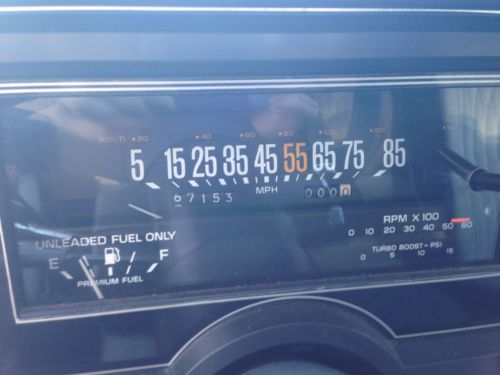 km/h 20 40 60 80 100 120
5 15 25 35 45 55 65 75 85
7153 MPH 0000
UNLEADED FUEL ONLY
E F
PREMIUM FUEL
RPM X 100
0 10 20 30 40 50 60
TURBO BOOST-PSI
0 5 10 15